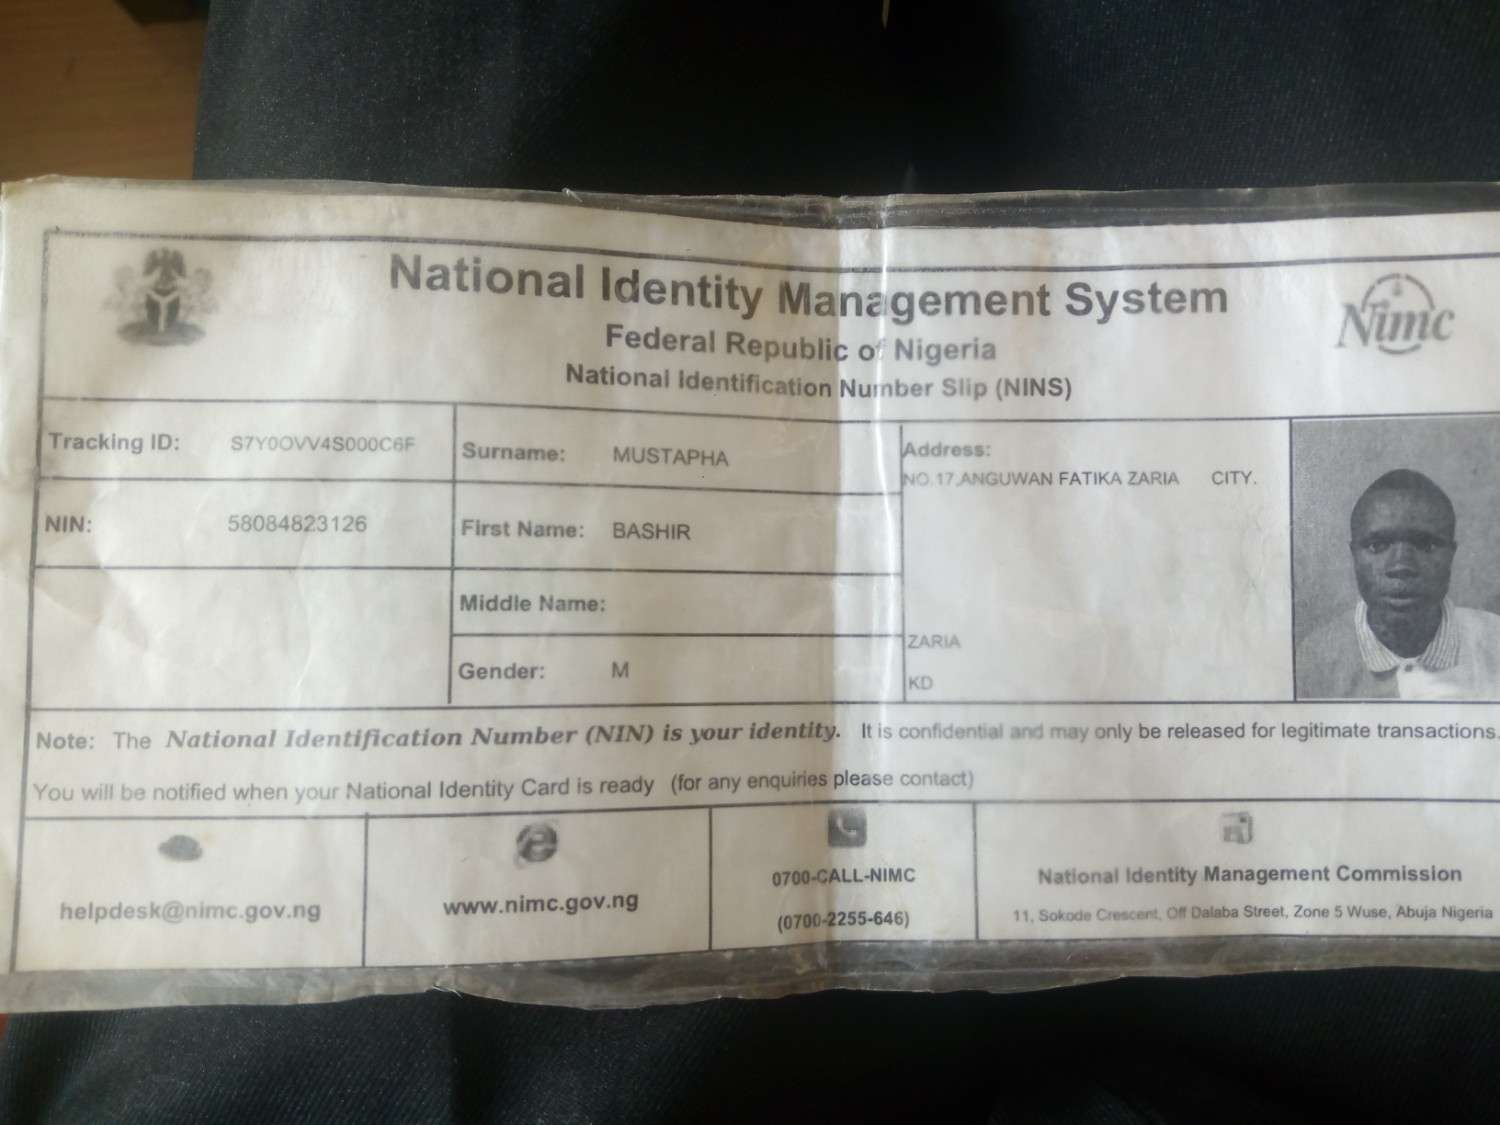 National Identity Management System
Federal Republic of Nigeria
National Identification Number Slip (NINS)
Nimc
Tracking ID: S7Y0OVV4S000C6F
Surname: MUSTAPHA
Address:
NO.17,ANGUWAN FATIKA ZARIA CITY.
NIN: 58084823126
First Name: BASHIR
Middle Name:
ZARIA
Gender: M
KD
Note: The National Identification Number (NIN) is your identity. It is confidential and may only be released for legitimate transactions.
You will be notified when your National Identity Card is ready (for any enquiries please contact)
helpdesk@nimc.gov.ng
www.nimc.gov.ng
0700-CALL-NIMC
(0700-2255-646)
National Identity Management Commission
11, Sokode Crescent, Off Dalaba Street, Zone 5 Wuse, Abuja Nigeria